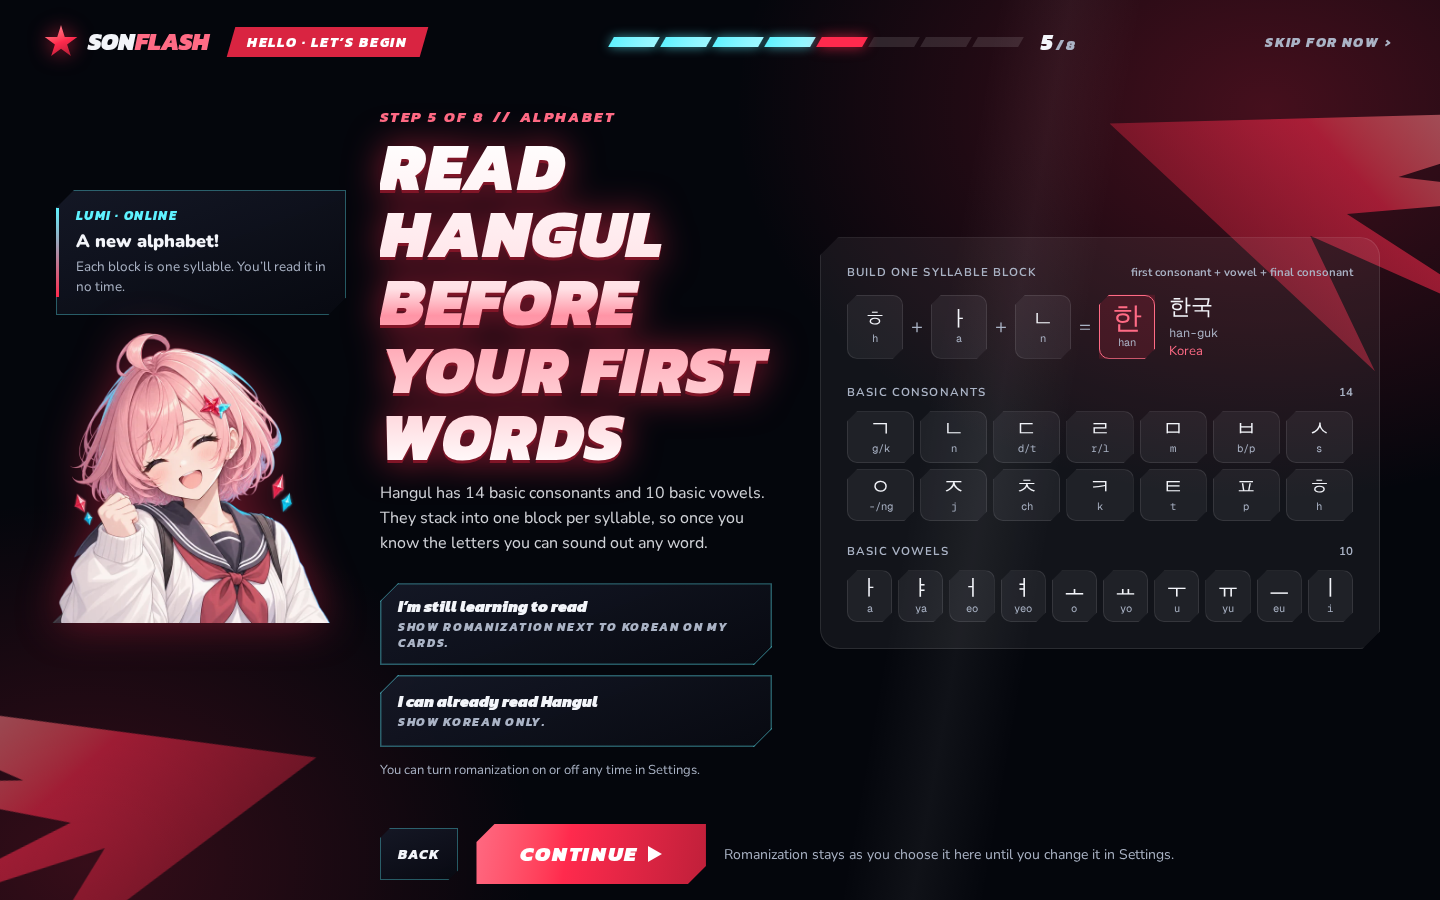 SONFLASH
HELLO · LET'S BEGIN
5 / 8
SKIP FOR NOW >
STEP 5 OF 8 // ALPHABET
READ
HANGUL
BEFORE
YOUR FIRST
WORDS
LUMI · ONLINE
A new alphabet!
Each block is one syllable. You'll read it in
no time.
Hangul has 14 basic consonants and 10 basic vowels.
They stack into one block per syllable, so once you
know the letters you can sound out any word.
I'm still learning to read
SHOW ROMANIZATION NEXT TO KOREAN ON MY
CARDS.
I can already read Hangul
SHOW KOREAN ONLY.
You can turn romanization on or off any time in Settings.
BUILD ONE SYLLABLE BLOCK
first consonant + vowel + final consonant
ㅎ + ㅏ + ㄴ = 한 한국
h a n han han-guk
Korea
BASIC CONSONANTS 14
ㄱ ㄴ ㄷ ㄹ ㅁ ㅂ ㅅ
g/k n d/t r/l m b/p s
ㅇ ㅈ ㅊ ㅋ ㅌ ㅍ ㅎ
-/ng j ch k t p h
BASIC VOWELS 10
ㅏ ㅑ ㅓ ㅕ ㅗ ㅛ ㅜ ㅠ ㅡ ㅣ
a ya eo yeo o yo u yu eu i
BACK
CONTINUE ▶
Romanization stays as you choose it here until you change it in Settings.